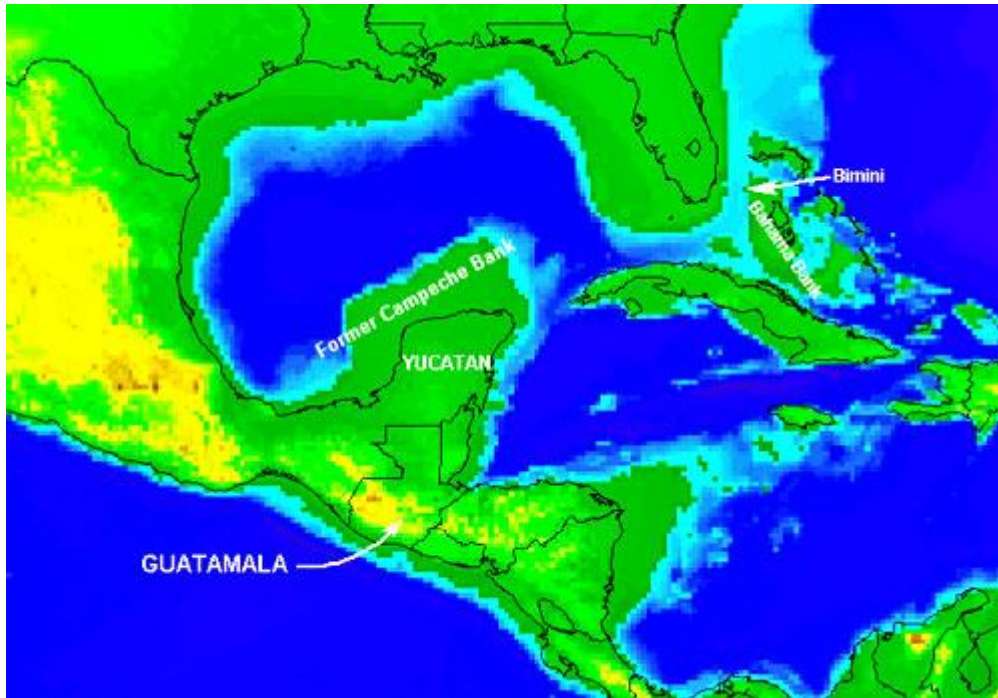 Bimini
Bahama Bank
Former Campeche Bank
YUCATAN
GUATAMALA